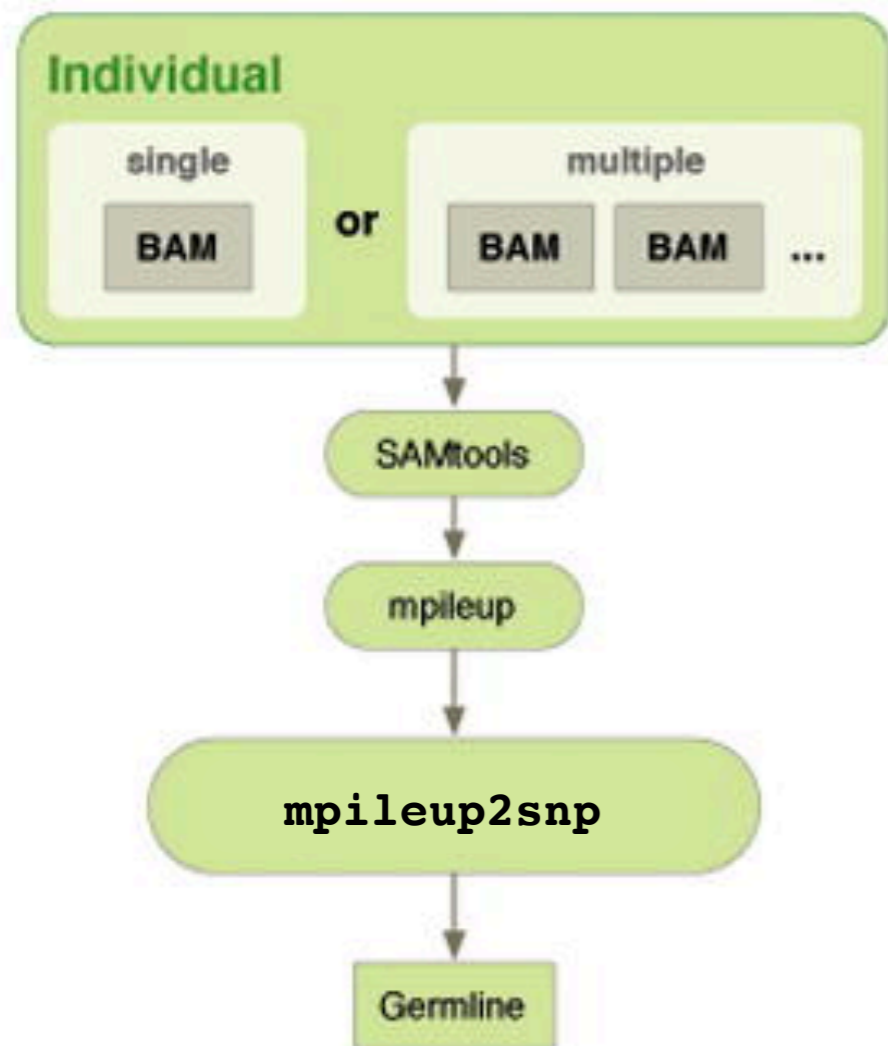 Individual
single
BAM
or
multiple
BAM BAM ...
SAMtools
mpileup
mpileup2snp
Germline